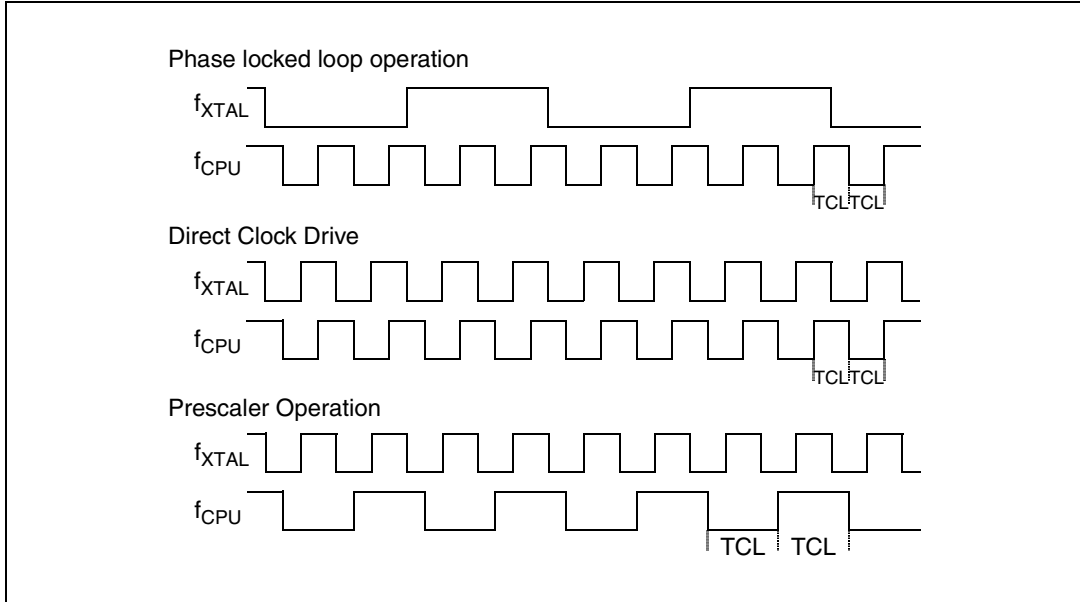 Phase locked loop operation
fXTAL
fCPU
TCL TCL
Direct Clock Drive
fXTAL
fCPU
TCL TCL
Prescaler Operation
fXTAL
fCPU
TCL TCL